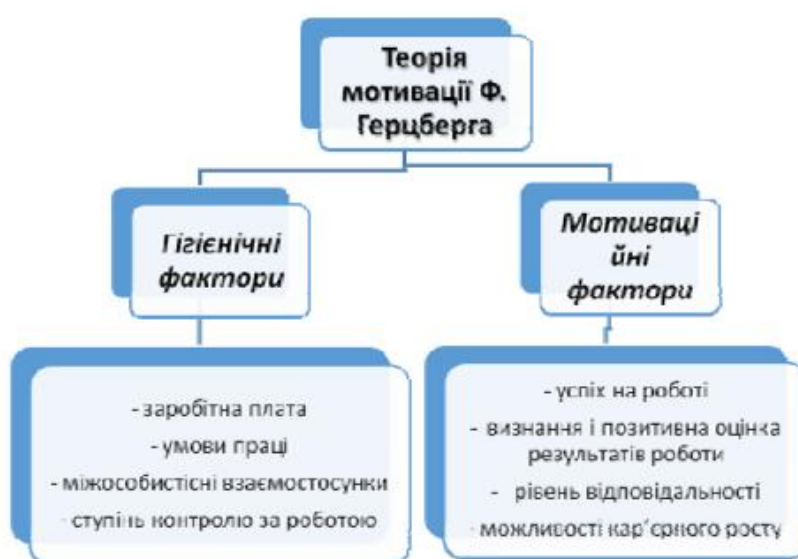 Теорія
мотивації Ф.
Герцберга
Гігієнічні
фактори
Мотиваці
йні
фактори
- заробітна плата
- умови праці
- міжособистісні взаємостосунки
- ступінь контролю за роботою
- успіх на роботі
- визнання і позитивна оцінка
результатів роботи
- рівень відповідальності
- можливості кар'єрного росту